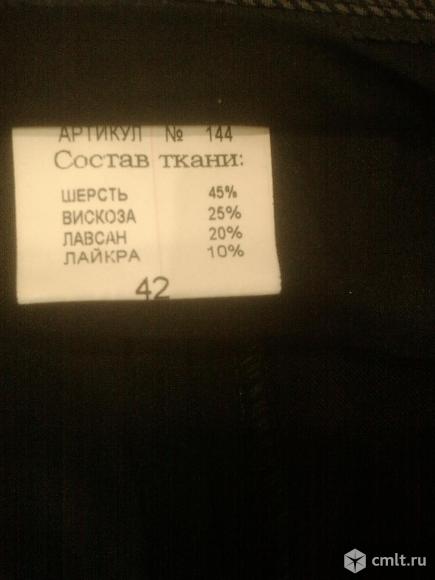 АРТИКУЛ № 144
Состав ткани:
ШЕРСТЬ 45%
ВИСКОЗА 25%
ЛАВСАН 20%
ЛАЙКРА 10%
42
cmlt.ru